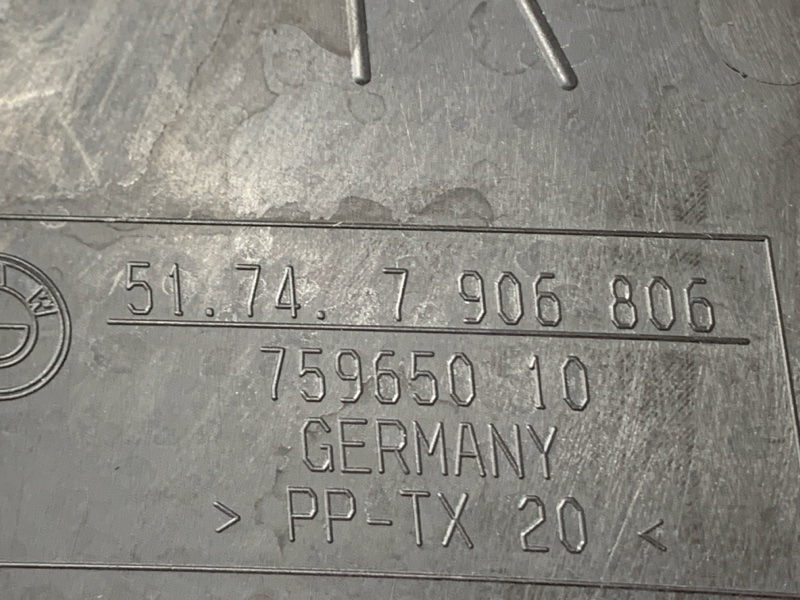 51.74. 7 906 806
759650 10
GERMANY
> PP-TX 20 <